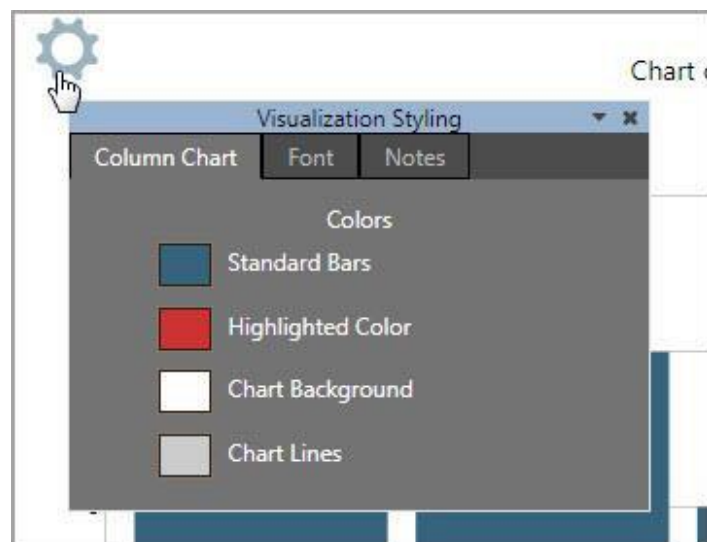 Chart
Visualization Styling
Column Chart Font Notes
Colors
Standard Bars
Highlighted Color
Chart Background
Chart Lines